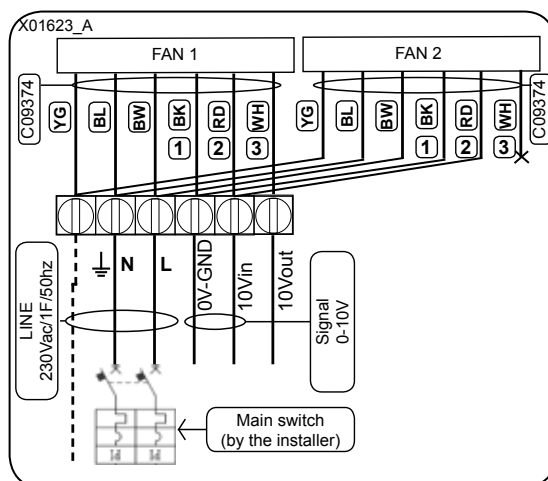 X01623_A
FAN 1
FAN 2
C09374
YG
BL
BW
BK
RD
WH
1
2
3
YG
BL
BW
BK
RD
WH
1
2
3
C09374
N
L
0V-GND
10Vin
10Vout
LINE
230Vac/1F/50hz
Signal
0-10V
Main switch
(by the installer)